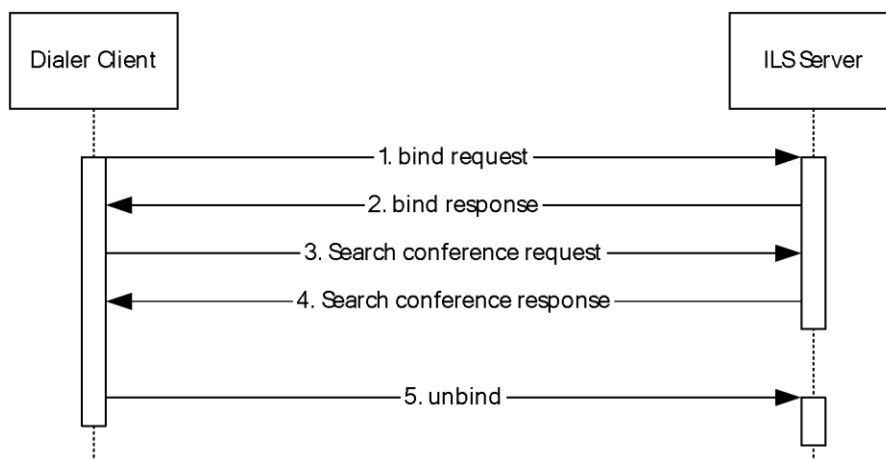 Dialer Client
ILS Server
1. bind request
2. bind response
3. Search conference request
4. Search conference response
5. unbind